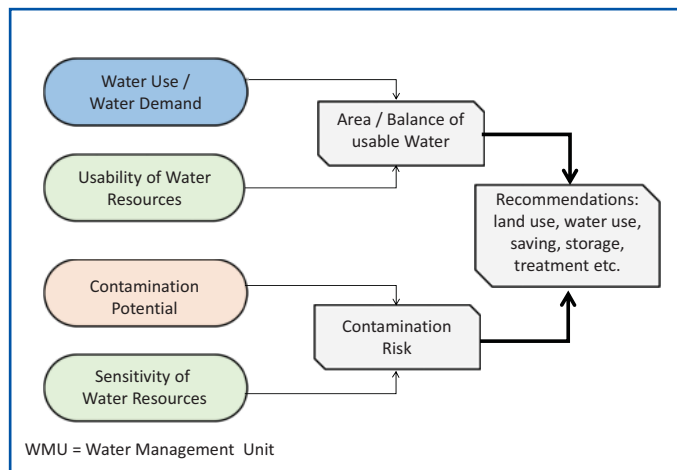 Water Use /
Water Demand
Area / Balance of
usable Water
Usability of Water
Resources
Recommendations:
land use, water use,
saving, storage,
treatment etc.
Contamination
Potential
Contamination
Risk
Sensitivity of
Water Resources
WMU = Water Management Unit